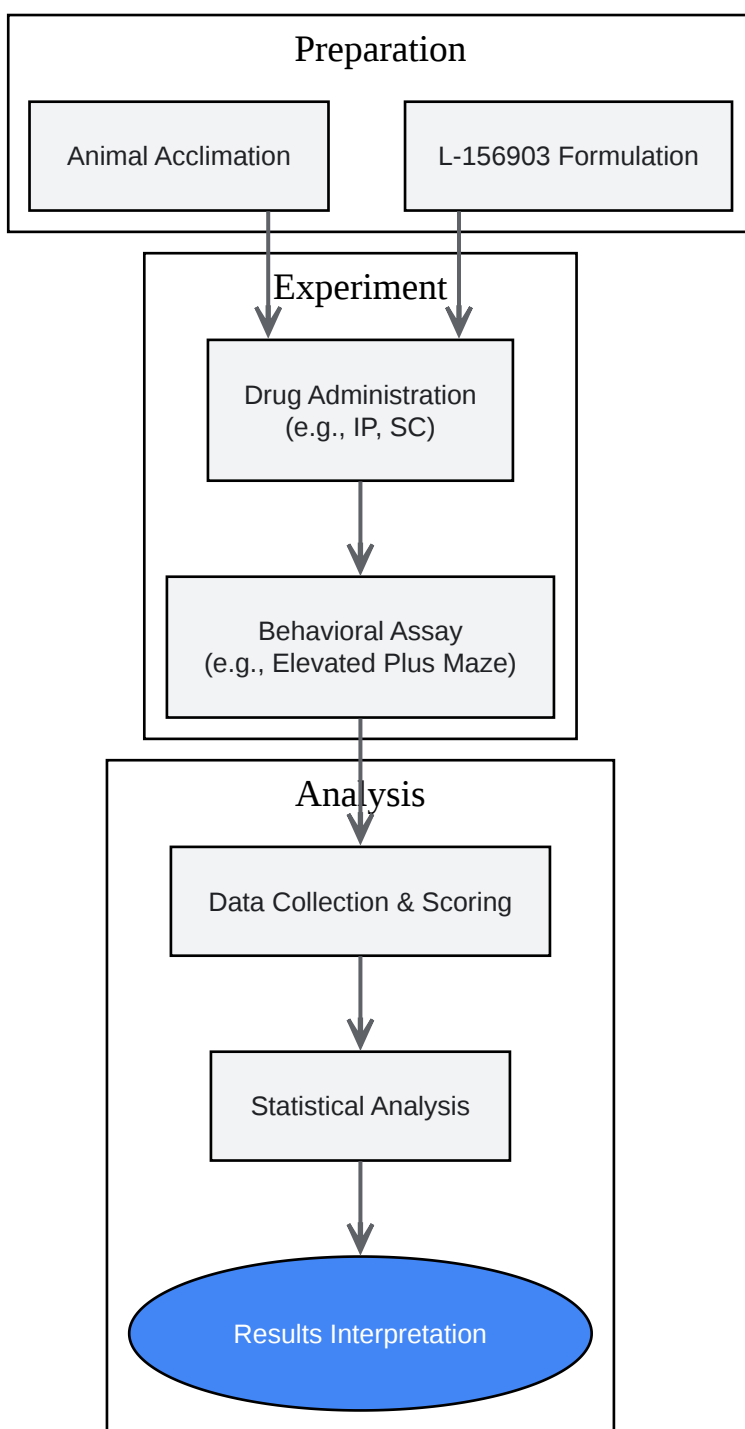 Preparation
Animal Acclimation
L-156903 Formulation
Experiment
Drug Administration
(e.g., IP, SC)
Behavioral Assay
(e.g., Elevated Plus Maze)
Analysis
Data Collection & Scoring
Statistical Analysis
Results Interpretation